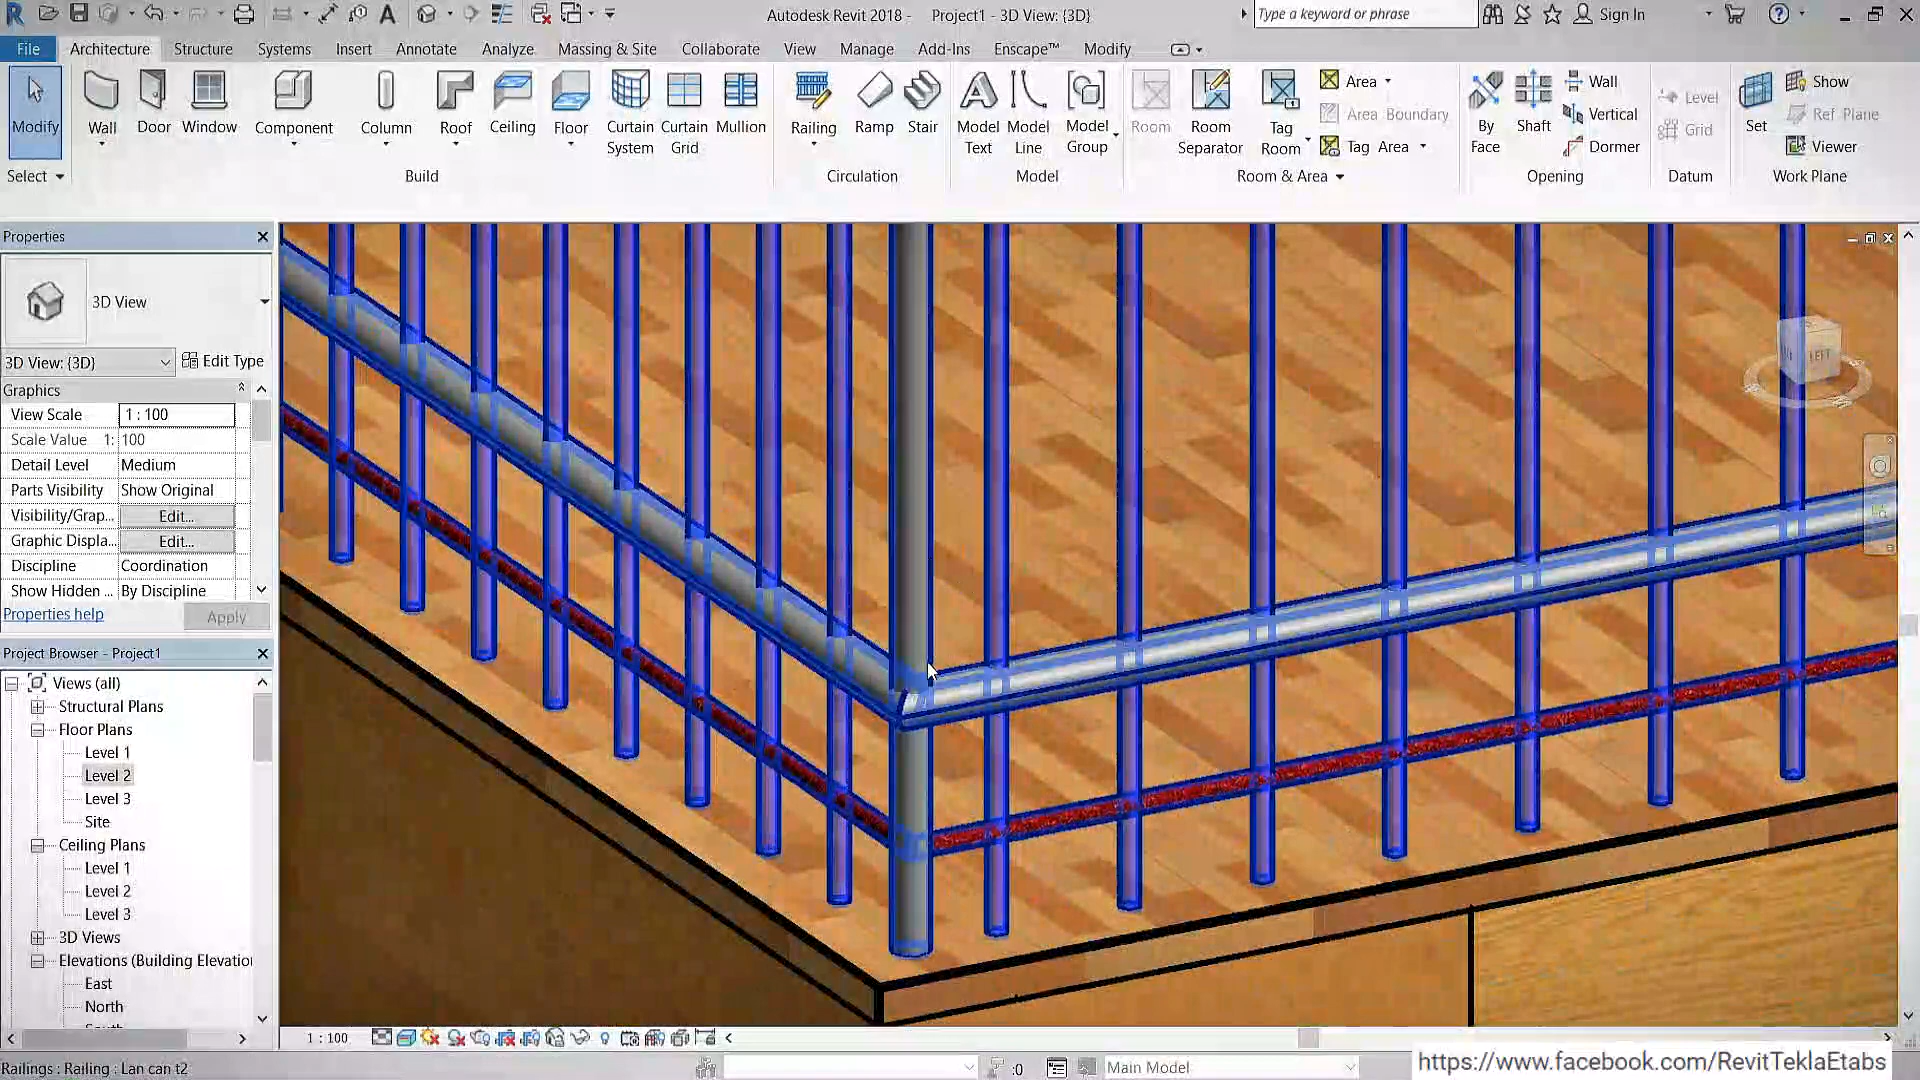 Autodesk Revit 2018 - Project1 - 3D View: {3D}
Type a keyword or phrase
Sign In
File Architecture Structure Systems Insert Annotate Analyze Massing & Site Collaborate View Manage Add-Ins Enscape™ Modify
Modify
Wall
Door
Window
Component
Column
Roof
Ceiling
Floor
Curtain System
Curtain Grid
Mullion
Railing
Ramp
Stair
Model Text
Model Line
Model Group
Room
Room Separator
Tag Room
Area
Area Boundary
Tag Area
By Face
Shaft
Wall
Vertical
Dormer
Level
Grid
Set
Show
Ref Plane
Viewer
Select
Build
Circulation
Model
Room & Area
Opening
Datum
Work Plane
Properties
3D View
3D View: {3D}
Edit Type
Graphics
View Scale 1 : 100
Scale Value 1: 100
Detail Level Medium
Parts Visibility Show Original
Visibility/Grap... Edit...
Graphic Displa... Edit...
Discipline Coordination
Show Hidden ... By Discipline
Properties help
Apply
Project Browser - Project1
Views (all)
Structural Plans
Floor Plans
Level 1
Level 2
Level 3
Site
Ceiling Plans
Level 1
Level 2
Level 3
3D Views
Elevations (Building Elevatio
East
North
LEFT
1 : 100
Railings : Railing : Lan can t2
:0
Main Model
https://www.facebook.com/RevitTeklaEtabs